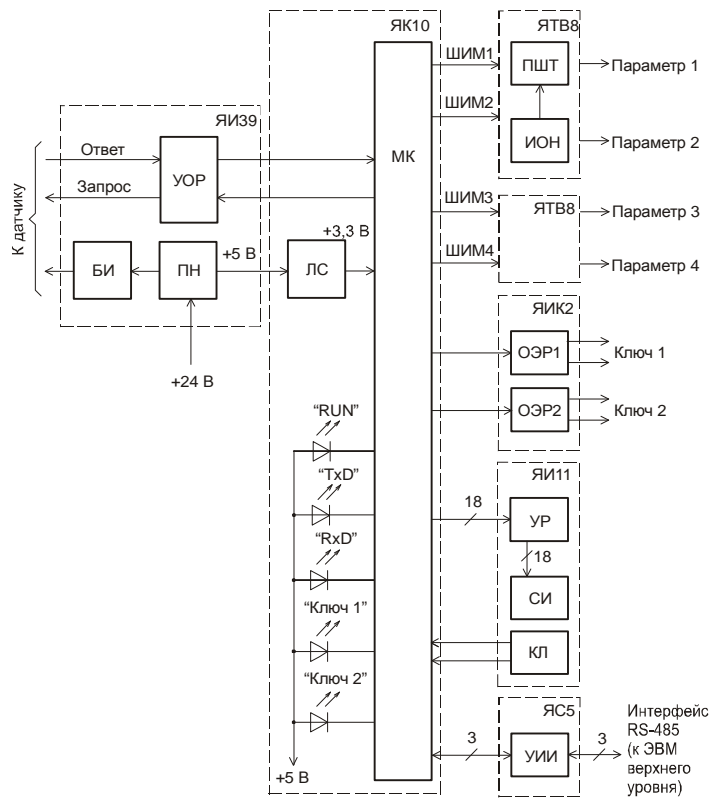 ЯК10
ЯТВ8
ШИМ1
ПШТ
Параметр 1
ШИМ2
ИОН
Параметр 2
МК
ЯИ39
Ответ
Запрос
УОР
К датчику
ШИМ3
ЯТВ8
Параметр 3
ШИМ4
Параметр 4
БИ
ПН
+5 В
ЛС
+3,3 В
+24 В
ЯИК2
ОЭР1
Ключ 1
ОЭР2
Ключ 2
“RUN”
“TxD”
“RxD”
“Ключ 1”
“Ключ 2”
+5 В
ЯИ11
18
УР
18
СИ
КЛ
ЯС5
3
УИИ
3
Интерфейс
RS-485
(к ЭВМ
верхнего
уровня)